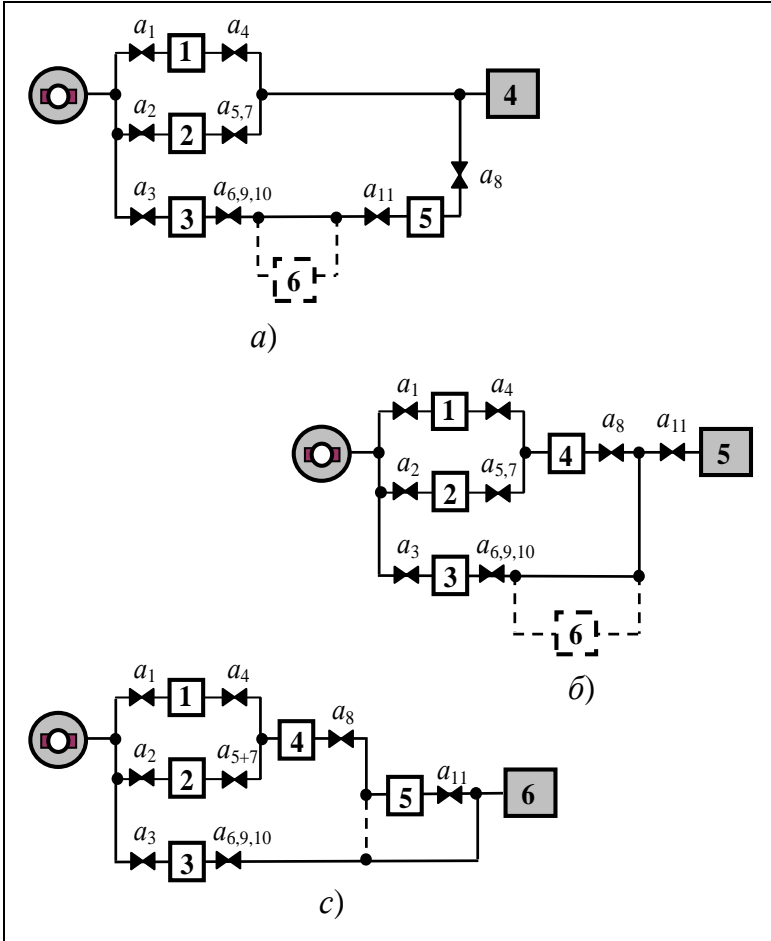 a1 1 a4
a2 2 a5,7
4
a8
a3 3 a6,9,10 a11 5
6
а)
a1 1 a4
a8 a11
4 5
a2 2 a5,7
a3 3 a6,9,10
6
б)
a1 1 a4
a8
4
a2 2 a5+7
a11
5 6
a3 3 a6,9,10
с)